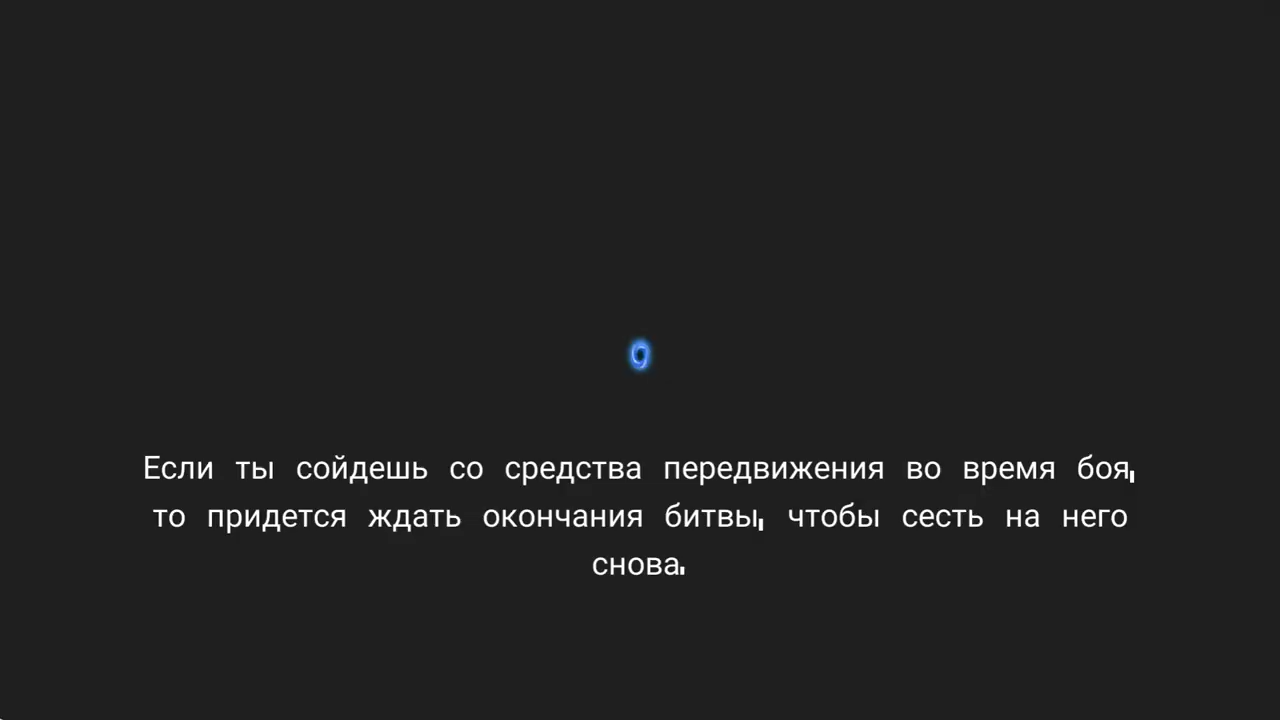 Если ты сойдешь со средства передвижения во время боя,
то придется ждать окончания битвы, чтобы сесть на него
снова.